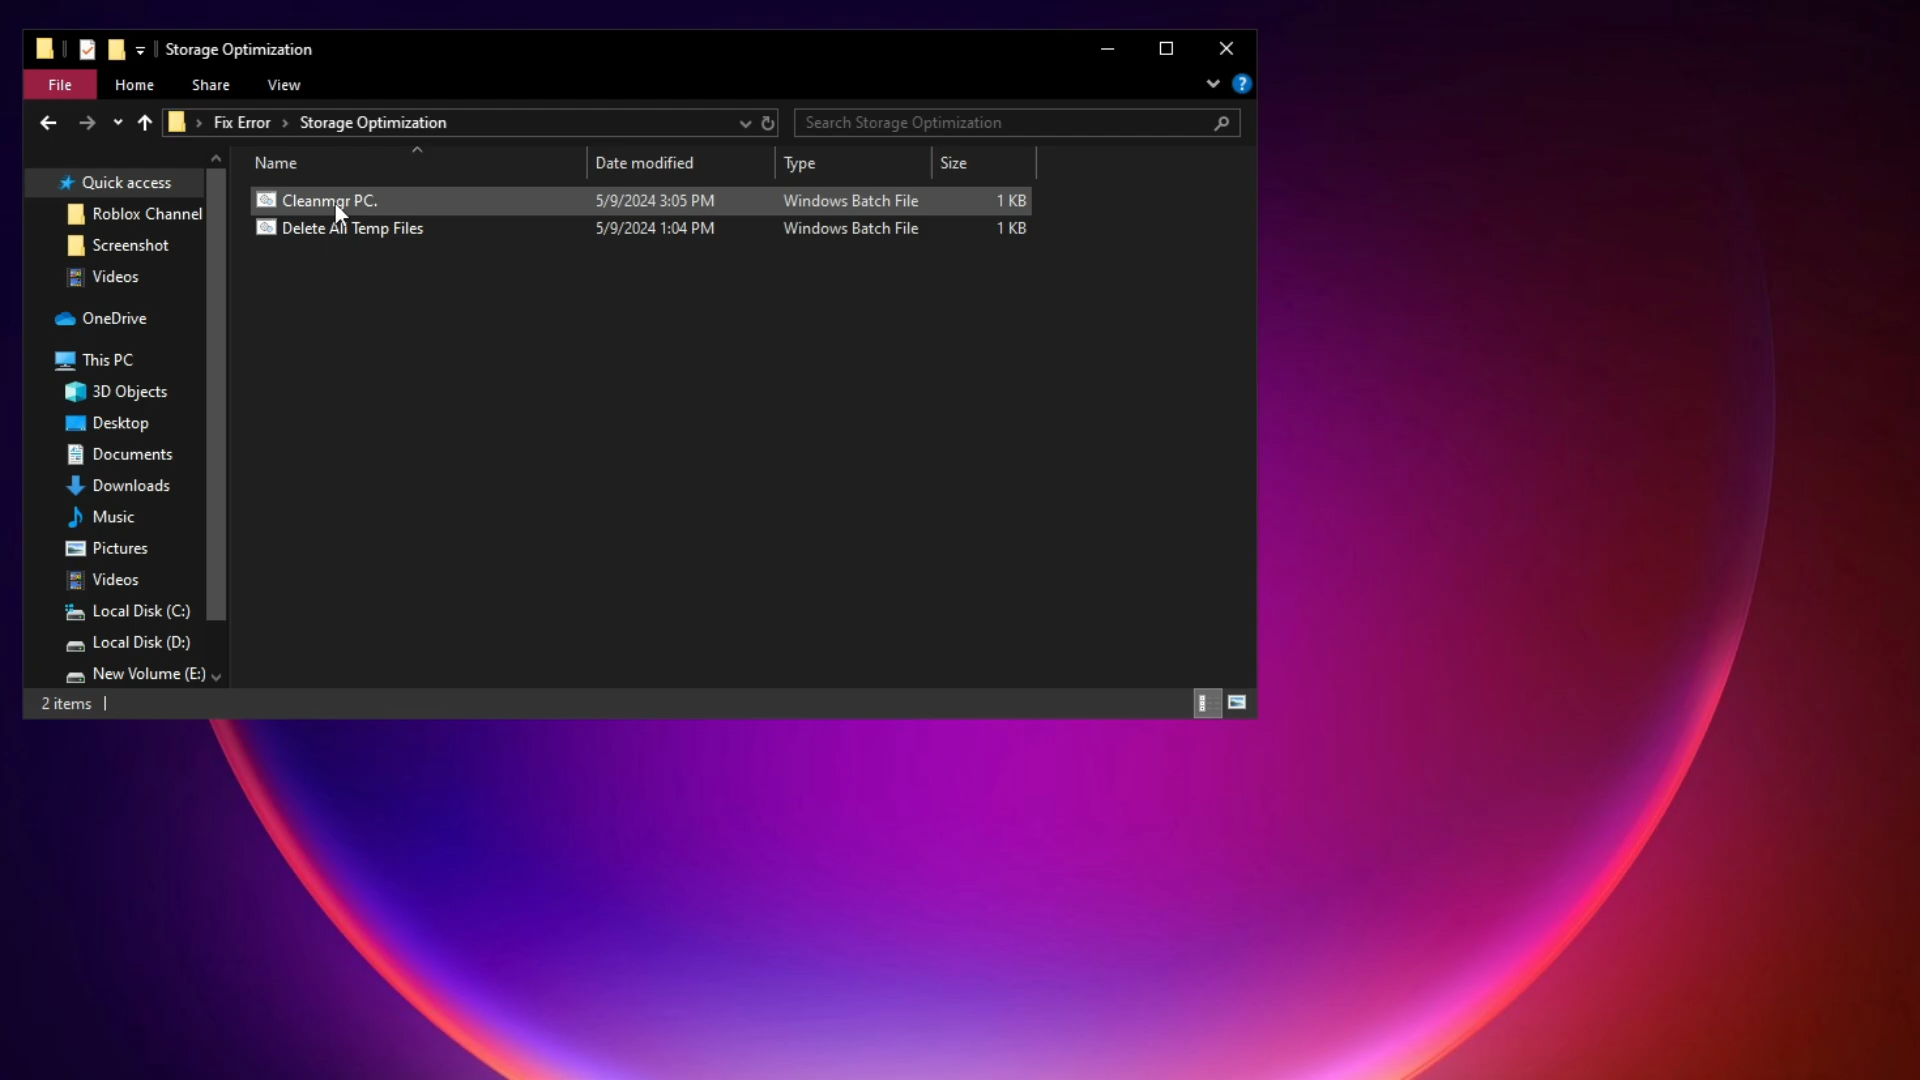 Storage Optimization
File Home Share View ?
Fix Error Storage Optimization Search Storage Optimization
Name Date modified Type Size
Cleanmgr PC. 5/9/2024 3:05 PM Windows Batch File 1 KB
Delete All Temp Files 5/9/2024 1:04 PM Windows Batch File 1 KB
Quick access
Roblox Channel
Screenshot
Videos
OneDrive
This PC
3D Objects
Desktop
Documents
Downloads
Music
Pictures
Videos
Local Disk (C:)
Local Disk (D:)
New Volume (E:)
2 items